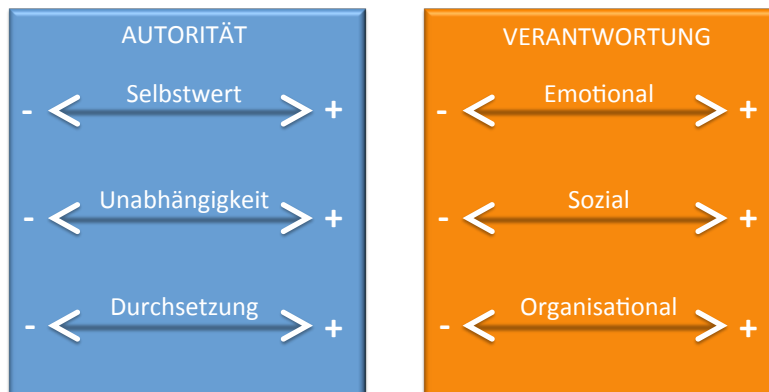 AUTORITÄT
Selbstwert
- +
Unabhängigkeit
- +
Durchsetzung
- +
VERANTWORTUNG
Emotional
- +
Sozial
- +
Organisational
- +